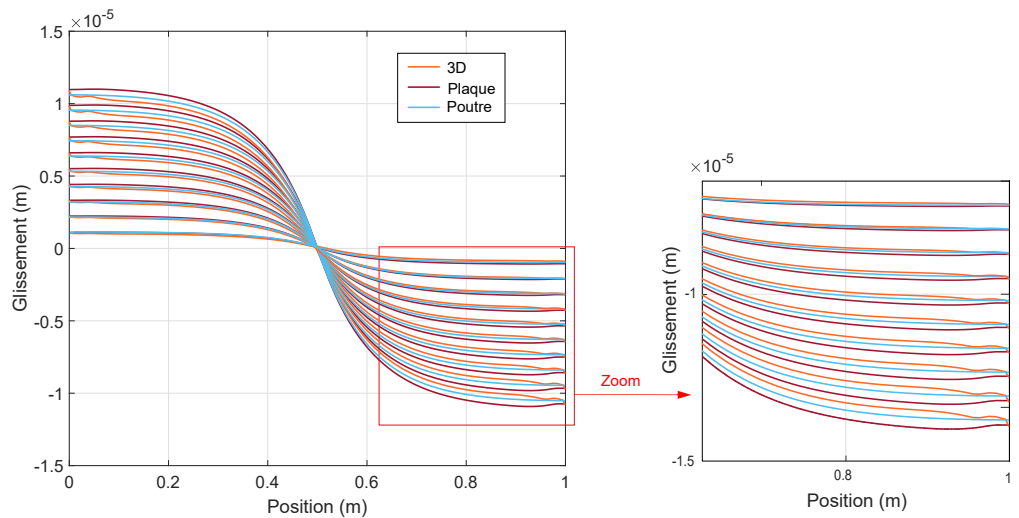 ×10⁻⁵
1.5
1
0.5
0
-0.5
-1
-1.5
Glissement (m)
3D
Plaque
Poutre
0
0.2
0.4
0.6
0.8
1
Position (m)
Zoom
×10⁻⁵
-1
-1.5
Glissement (m)
0.8
1
Position (m)